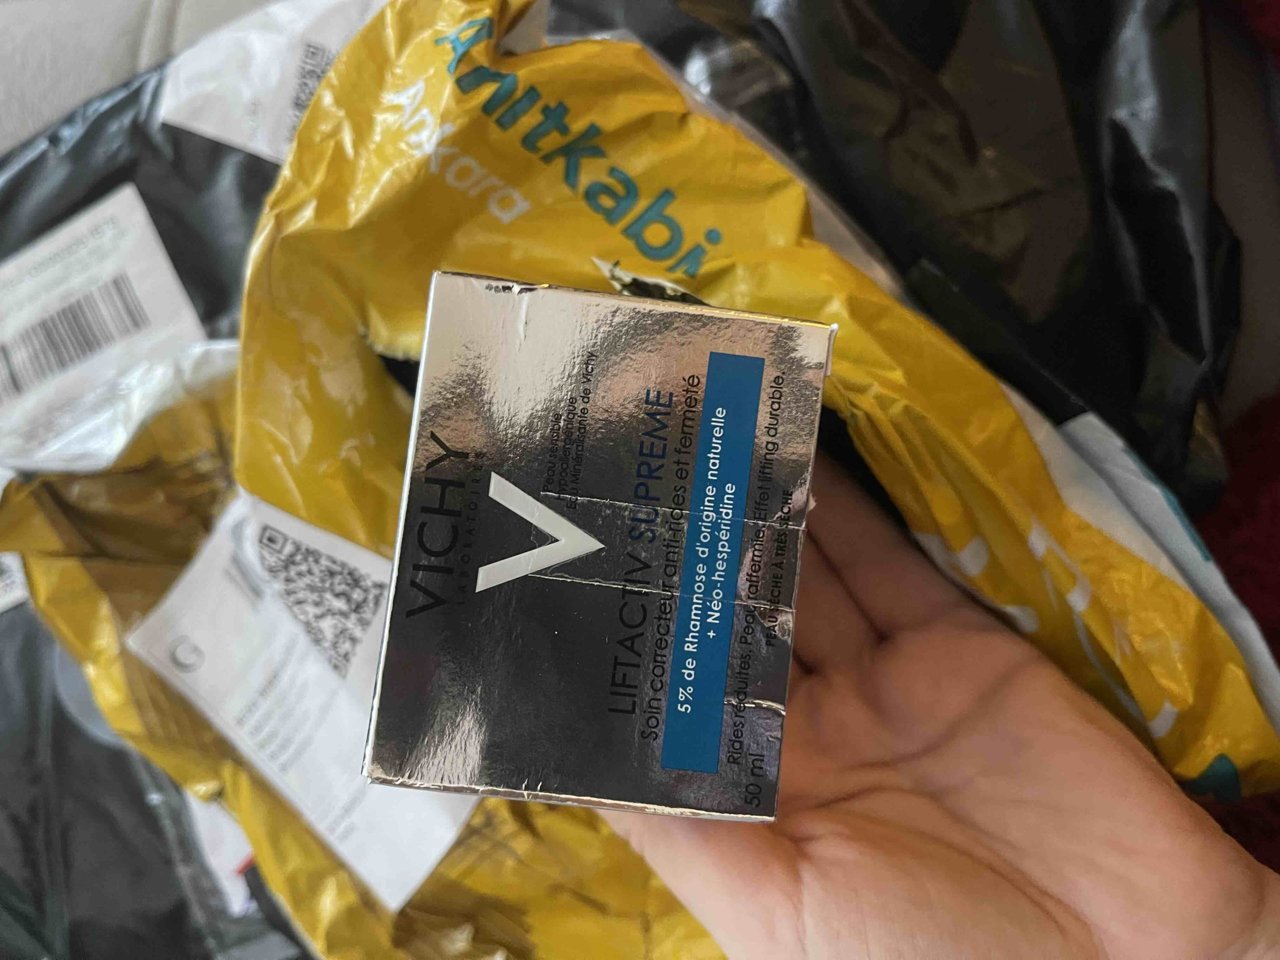 Anıtkabi
Ankara
VICHY
LABORATOIRES
Peau sensible
Hypoallergénique
Eau Minéralisante de Vichy
LIFTACTIV SUPREME
Soin correcteur anti-rides et fermeté
5% de Rhamnose d'origine naturelle
+ Néo-hespéridine
Rides réduites. Peau raffermie. Effet lifting durable.
PEAU SÈCHE À TRÈS SÈCHE
50 ml